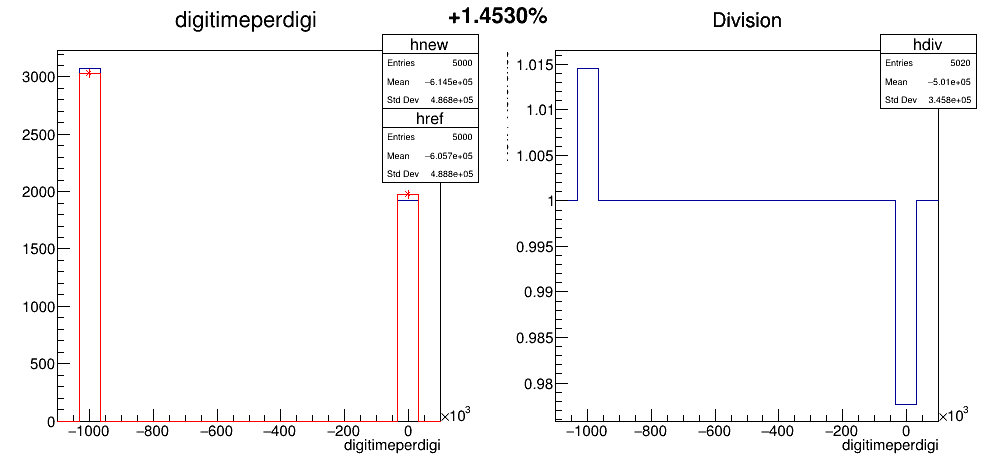 digitimeperdigi
+1.4530%
Division
hnew
Entries 5000
Mean −6.145e+05
Std Dev 4.868e+05
href
Entries 5000
Mean −6.057e+05
Std Dev 4.888e+05
3000
2500
2000
1500
1000
500
0
−1000 −800 −600 −400 −200 0
×10³
digitimeperdigi
hdiv
Entries 5020
Mean −5.01e+05
Std Dev 3.458e+05
1.015
1.01
1.005
1
0.995
0.99
0.985
0.98
−1000 −800 −600 −400 −200 0
×10³
digitimeperdigi